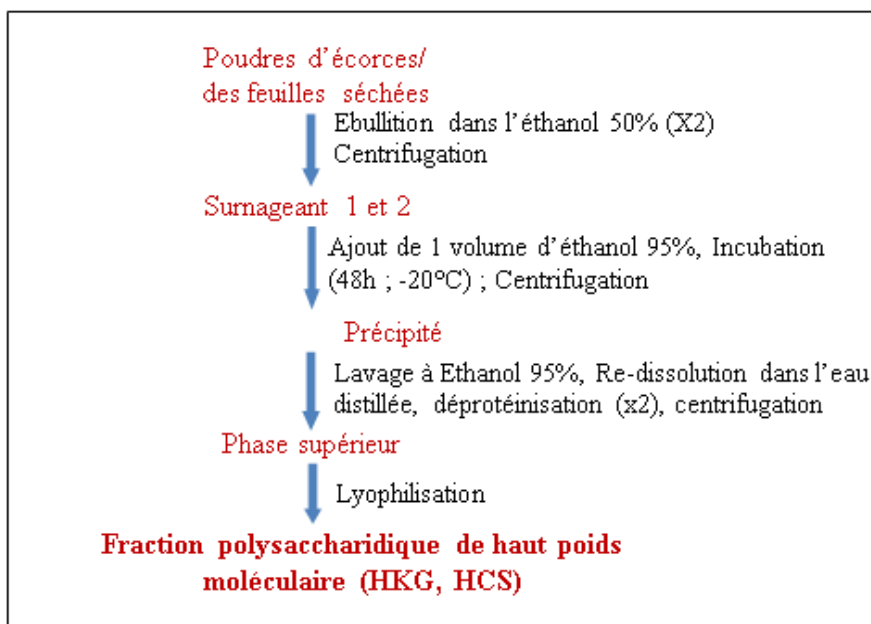 Poudres d'écorces/
des feuilles séchées
Ebullition dans l'éthanol 50% (X2)
Centrifugation
Surnageant 1 et 2
Ajout de 1 volume d'éthanol 95%, Incubation
(48h ; -20°C) ; Centrifugation
Précipité
Lavage à Ethanol 95%, Re-dissolution dans l'eau
distillée, déprotéinisation (x2), centrifugation
Phase supérieur
Lyophilisation
Fraction polysaccharidique de haut poids
moléculaire (HKG, HCS)